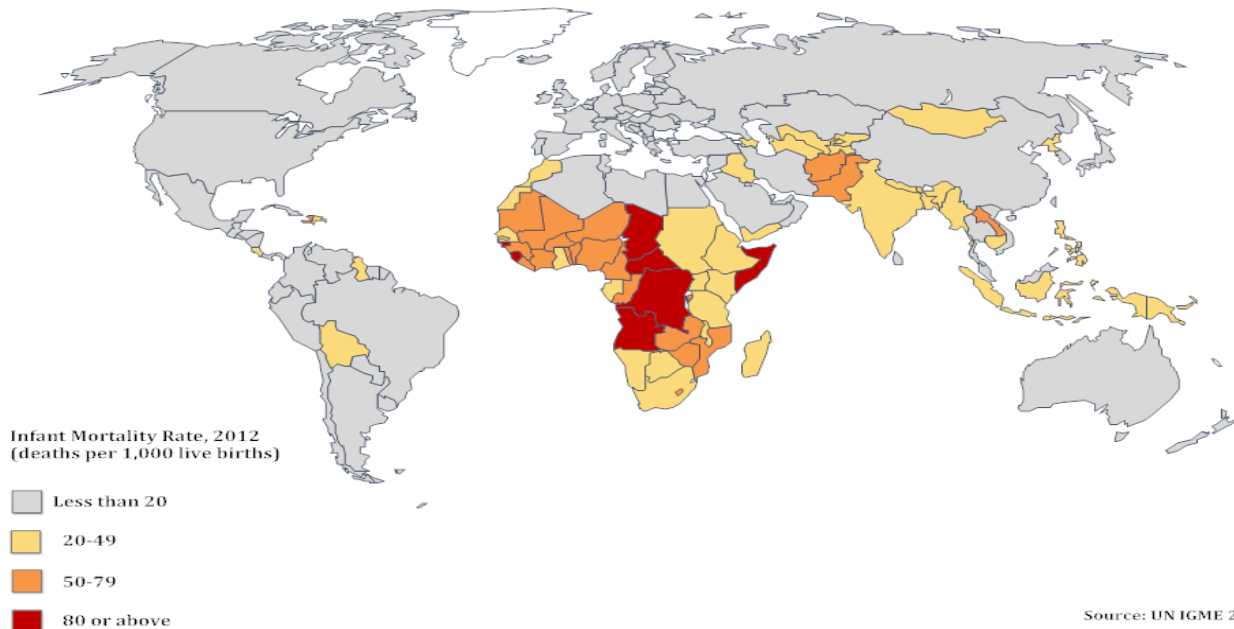 Infant Mortality Rate, 2012
(deaths per 1,000 live births)
Less than 20
20-49
50-79
80 or above
Source: UN IGME 2